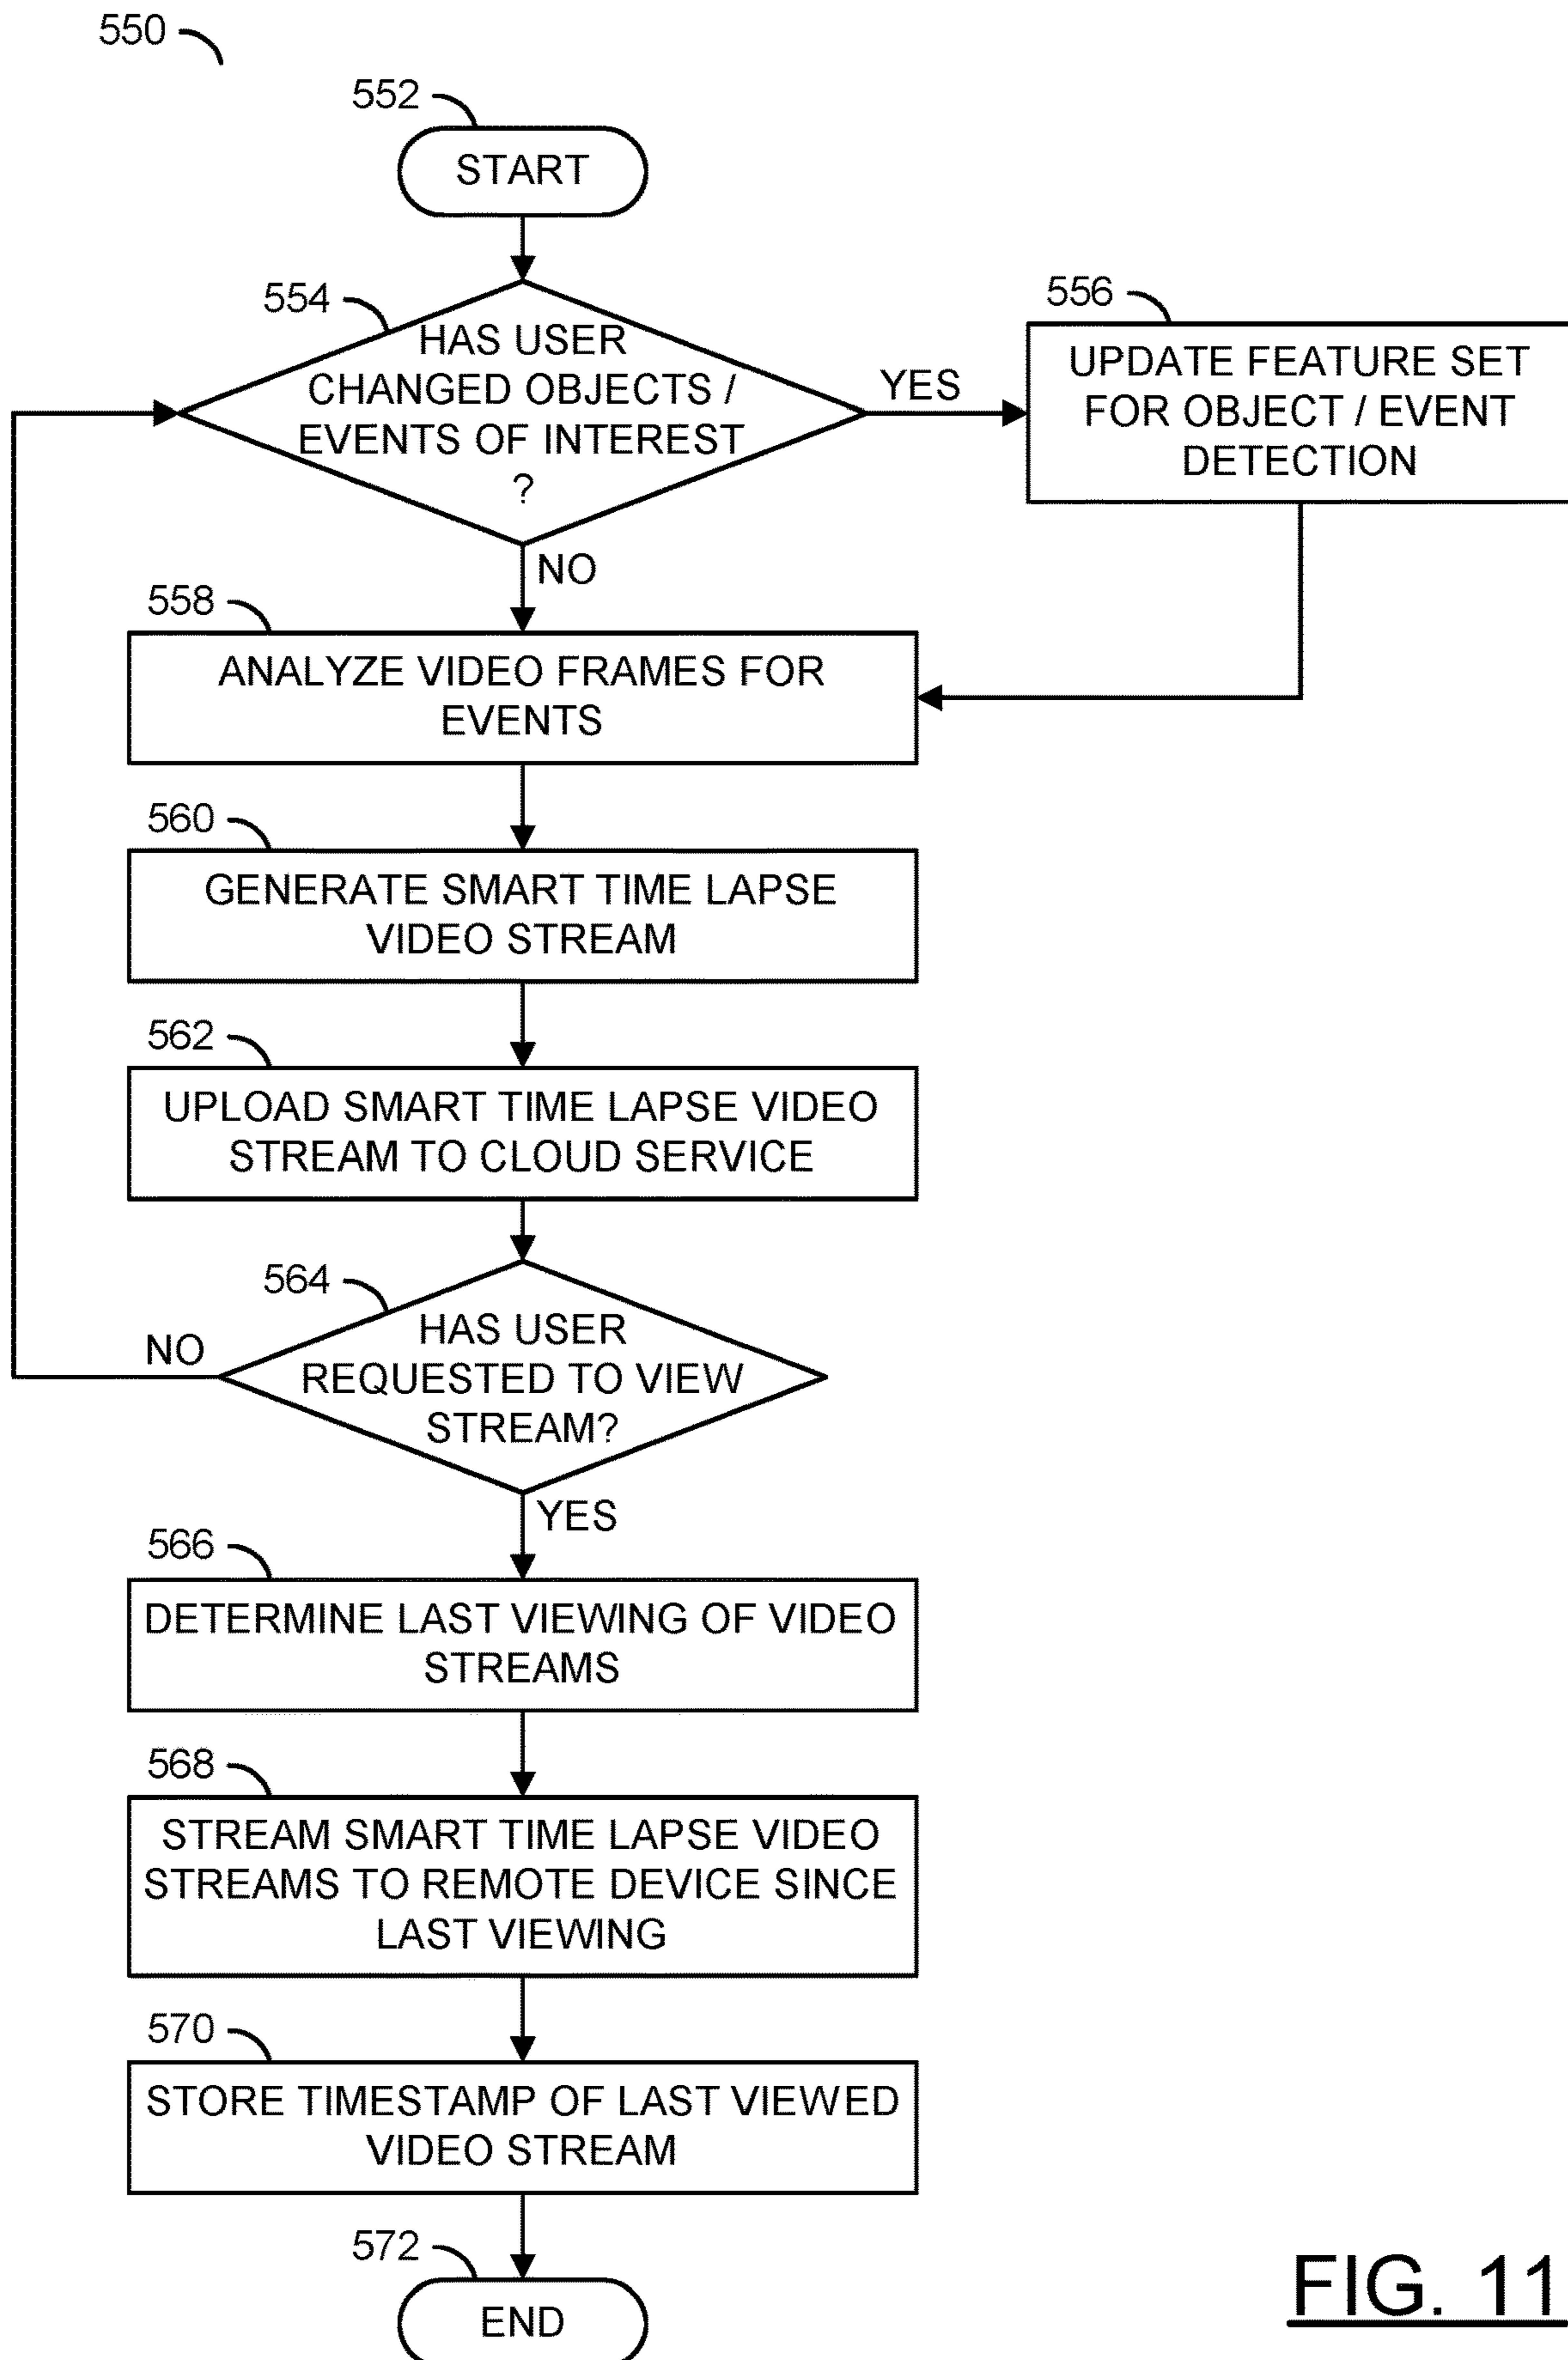 550
552
START
554
HAS USER
CHANGED OBJECTS /
EVENTS OF INTEREST
?
YES
556
UPDATE FEATURE SET
FOR OBJECT / EVENT
DETECTION
NO
558
ANALYZE VIDEO FRAMES FOR
EVENTS
560
GENERATE SMART TIME LAPSE
VIDEO STREAM
562
UPLOAD SMART TIME LAPSE VIDEO
STREAM TO CLOUD SERVICE
564
HAS USER
REQUESTED TO VIEW
STREAM?
NO
YES
566
DETERMINE LAST VIEWING OF VIDEO
STREAMS
568
STREAM SMART TIME LAPSE VIDEO
STREAMS TO REMOTE DEVICE SINCE
LAST VIEWING
570
STORE TIMESTAMP OF LAST VIEWED
VIDEO STREAM
572
END
FIG. 11